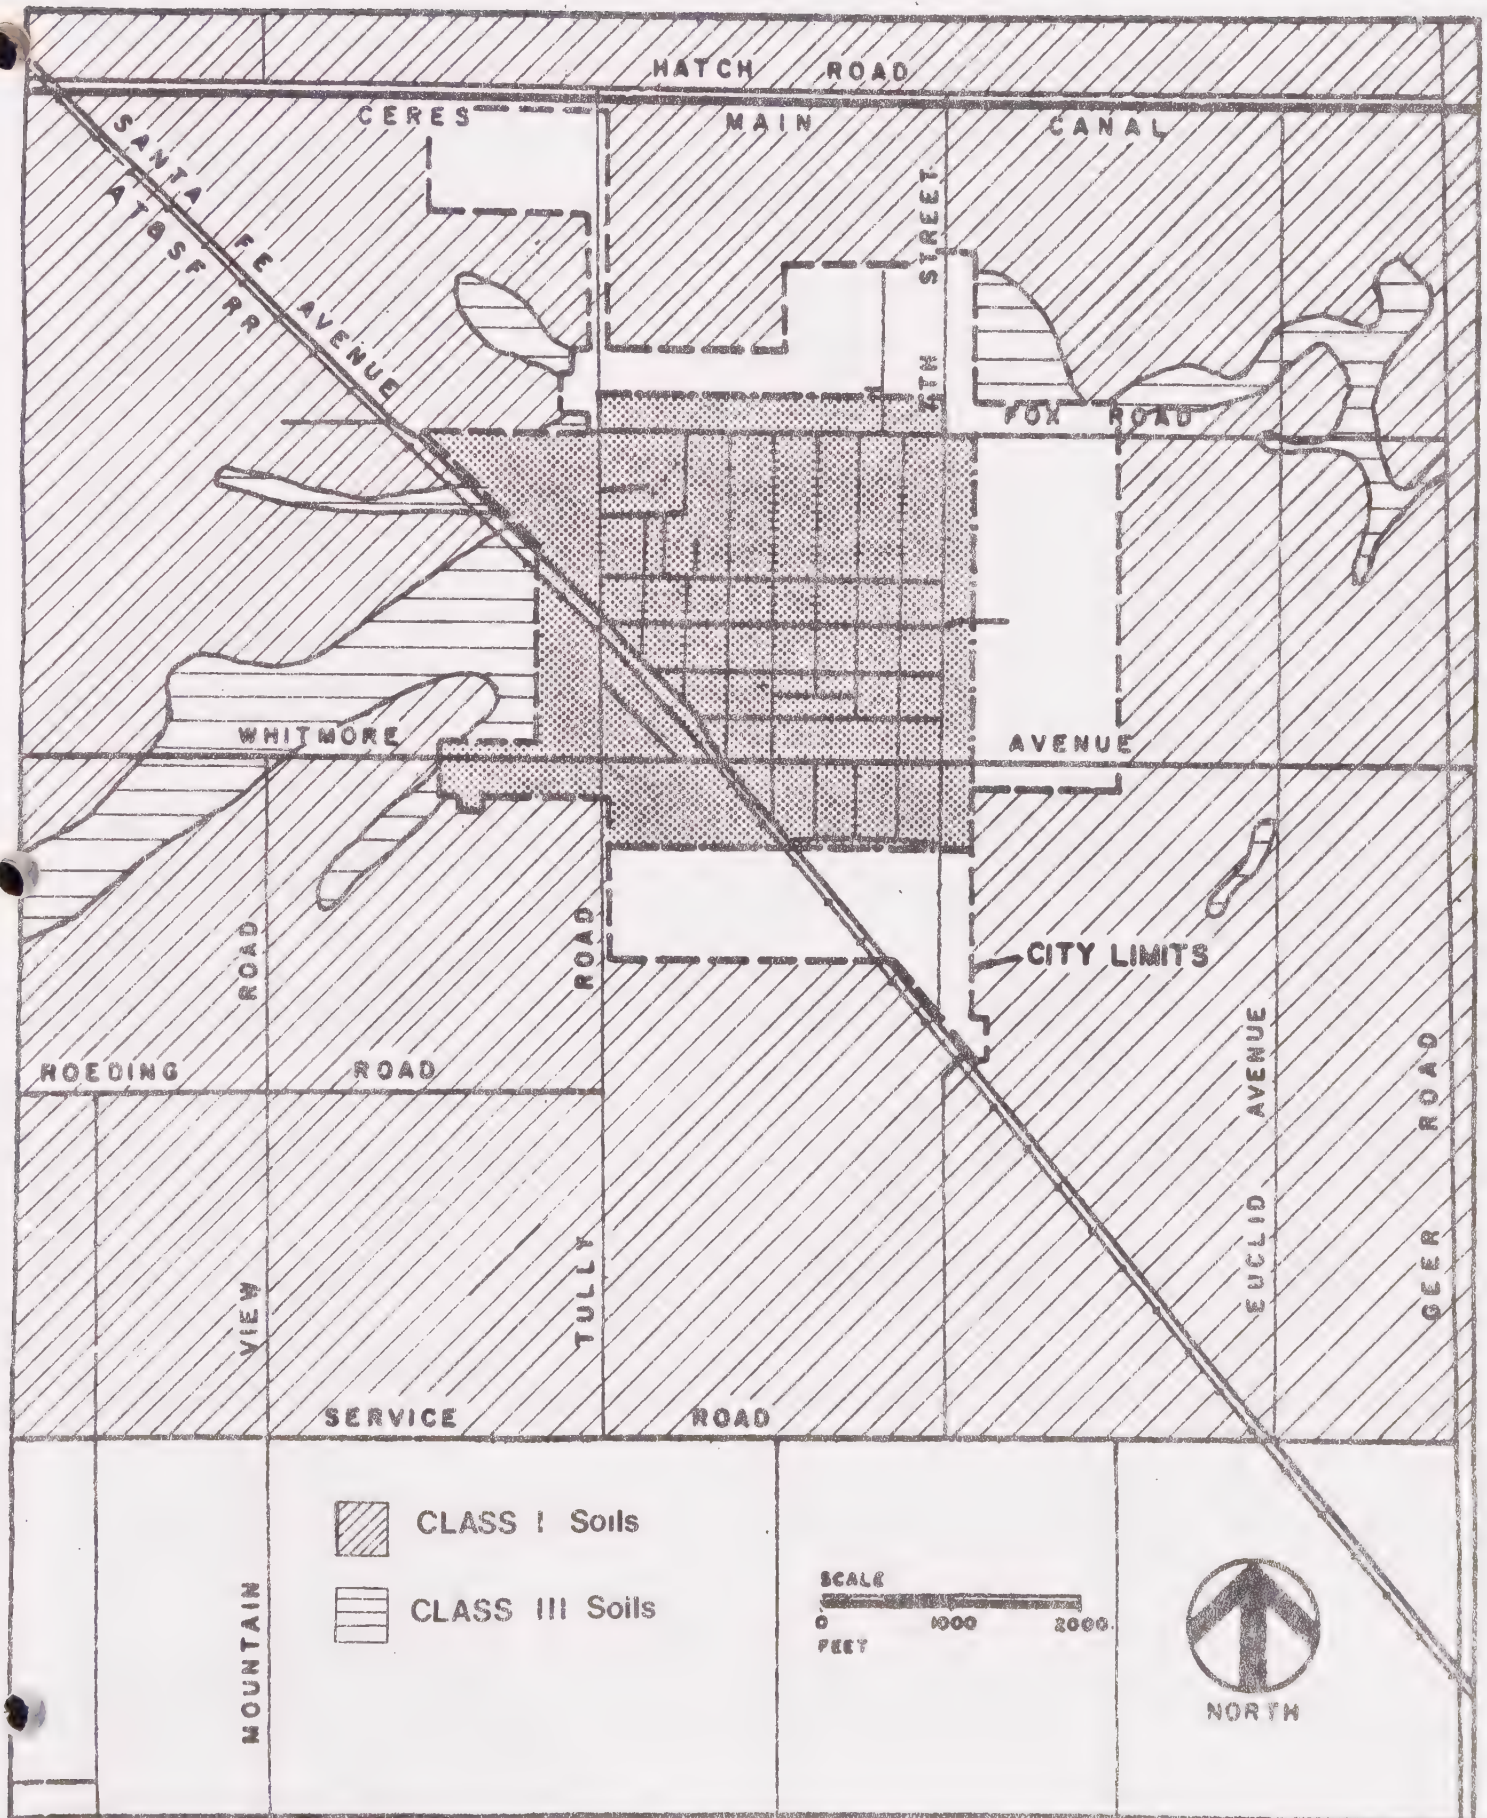 HATCH ROAD
CERES MAIN CANAL
SANTA FE AVENUE
AT&SF RR
7TH STREET
FOX ROAD
WHITMORE AVENUE
CITY LIMITS
ROEDING ROAD
MOUNTAIN VIEW ROAD
TULLY ROAD
EUCLID AVENUE
GEER ROAD
SERVICE ROAD
CLASS I Soils
CLASS III Soils
SCALE
0 1000 2000
FEET
NORTH